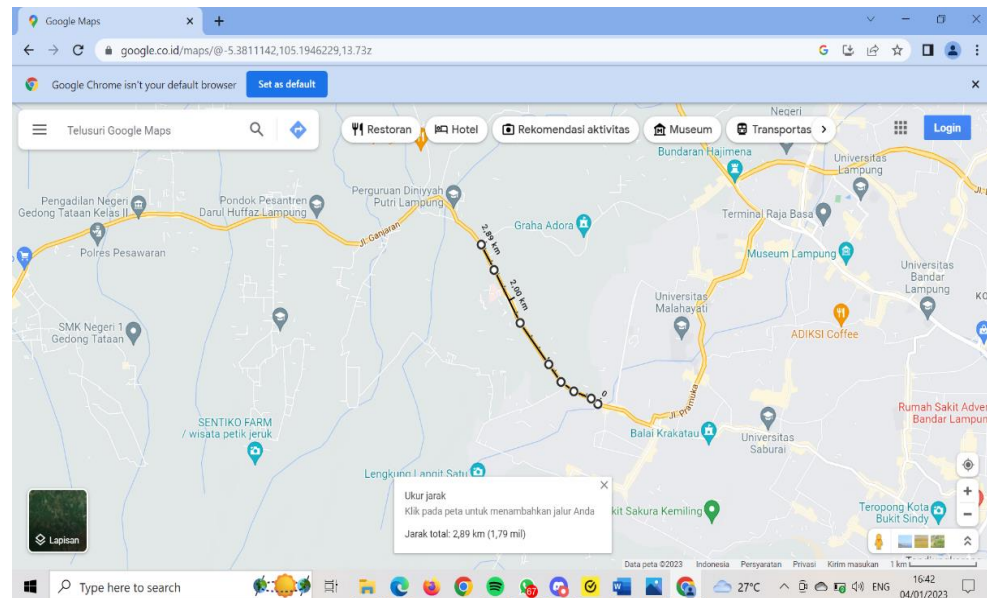 Google Maps
google.co.id/maps/@-5.3811142,105.1946229,13.73z
Google Chrome isn't your default browser
Set as default
Telusuri Google Maps
Restoran
Hotel
Rekomendasi aktivitas
Museum
Transportas
Login
Negeri
Bundaran Hajimena
Universitas
Lampung
Perguruan Diniyyah
Putri Lampung
Pengadilan Negeri
Gedong Tataan Kelas II
Pondok Pesantren
Darul Huffaz Lampung
Graha Adora
Terminal Raja Basa
Jl. Ganjaran
2,89 km
Polres Pesawaran
Museum Lampung
Universitas
Bandar
Lampung
2,00 km
Universitas
Malahayati
SMK Negeri 1
Gedong Tataan
ADIKSI Coffee
0
Jl. Pramuka
Rumah Sakit Adver
Bandar Lampun
SENTIKO FARM
/ wisata petik jeruk
Balai Krakatau
Universitas
Saburai
Lengkung Langit Satu
Ukur jarak
Klik pada peta untuk menambahkan jalur Anda
Jarak total: 2,89 km (1,79 mil)
kit Sakura Kemiling
Teropong Kota
Bukit Sindy
Lapisan
Data peta ©2023
Indonesia
Persyaratan
Privasi
Kirim masukan
1 km
Type here to search
67
27°C
ENG
16:42
04/01/2023